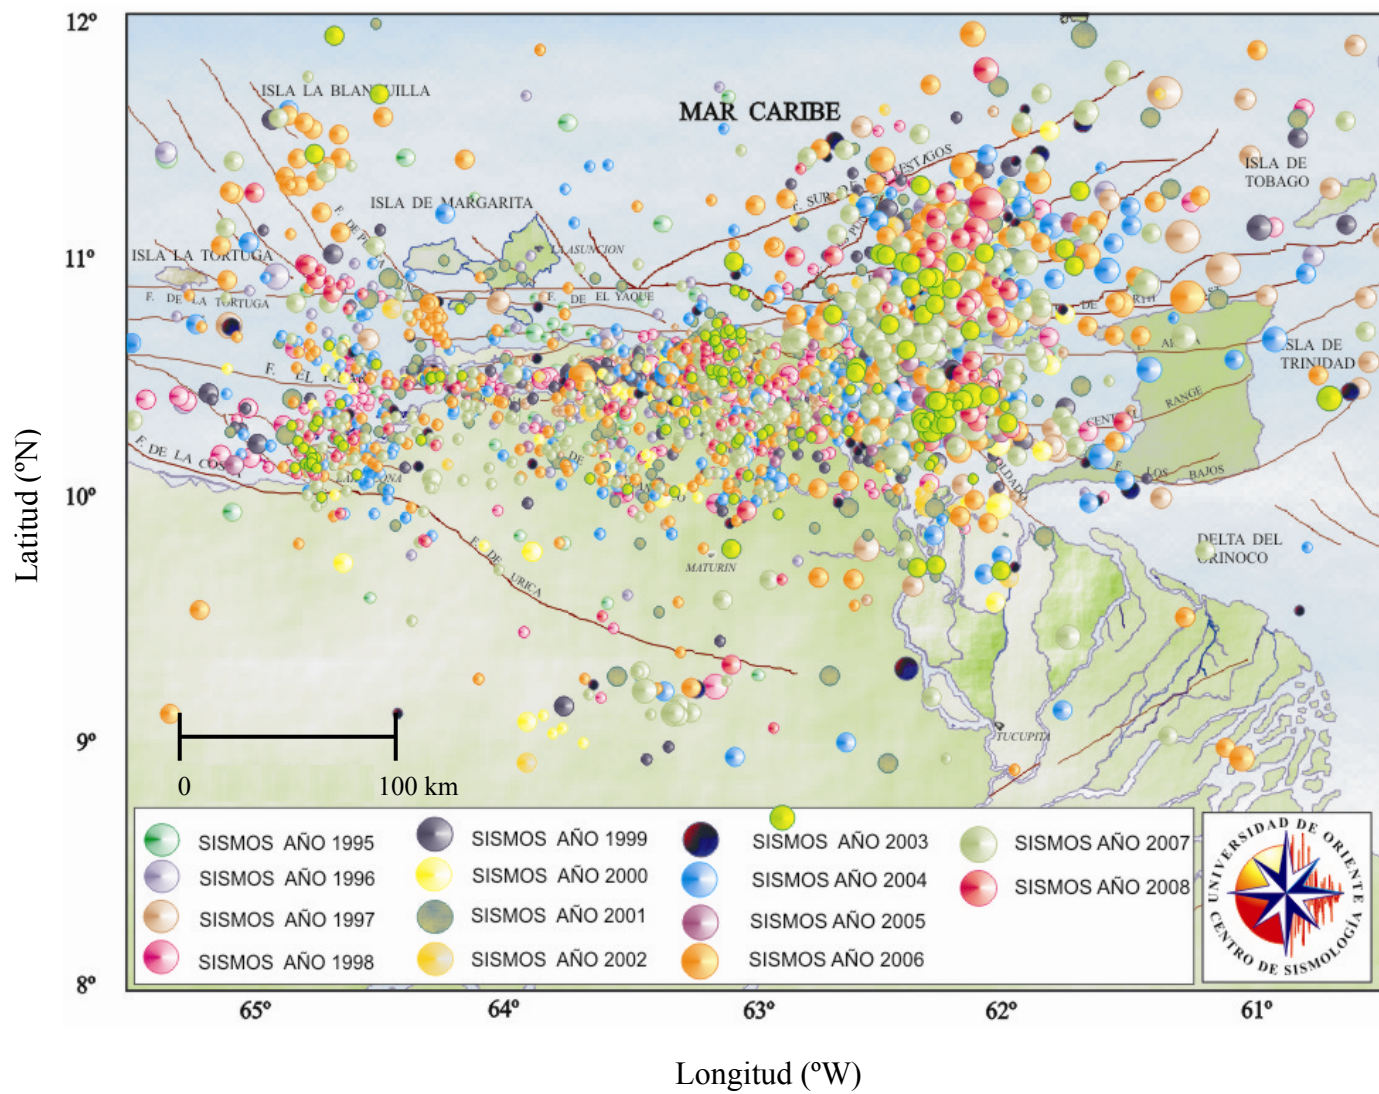 12º
11º
10º
9º
8º
Latitud (ºN)
65º
64º
63º
62º
61º
Longitud (ºW)
MAR CARIBE
ISLA LA BLANQUILLA
ISLA DE MARGARITA
ISLA LA TORTUGA
F. DE LA TORTUGA
LA ASUNCION
F. DE EL YAQUE
ISLA DE
TOBAGO
ISLA DE
TRINIDAD
CENTRAL RANGE
F. LOS BAJOS
SOLDADO
DELTA DEL
ORINOCO
F. DE LA COSTA
F. DE URICA
MATURIN
TUCUPITA
0
100 km
SISMOS AÑO 1995
SISMOS AÑO 1996
SISMOS AÑO 1997
SISMOS AÑO 1998
SISMOS AÑO 1999
SISMOS AÑO 2000
SISMOS AÑO 2001
SISMOS AÑO 2002
SISMOS AÑO 2003
SISMOS AÑO 2004
SISMOS AÑO 2005
SISMOS AÑO 2006
SISMOS AÑO 2007
SISMOS AÑO 2008
UNIVERSIDAD DE ORIENTE
CENTRO DE SISMOLOGÍA